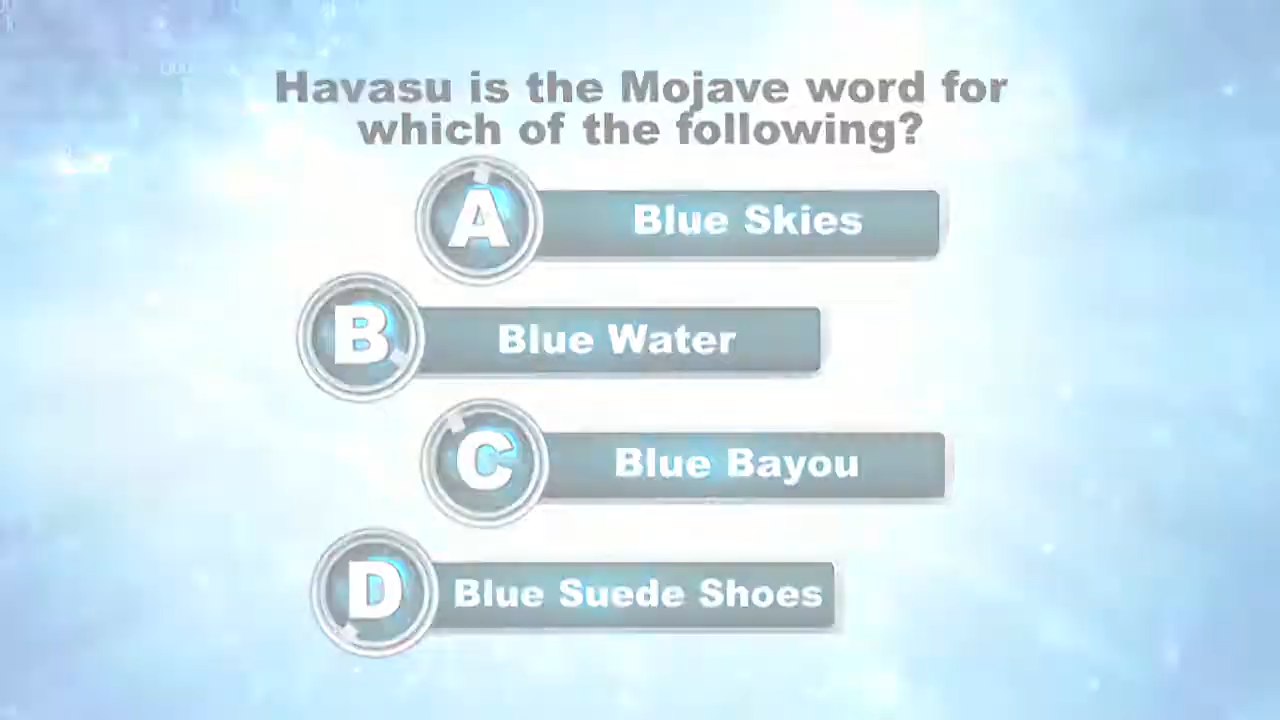 Havasu is the Mojave word for
which of the following?
A Blue Skies
B Blue Water
C Blue Bayou
D Blue Suede Shoes